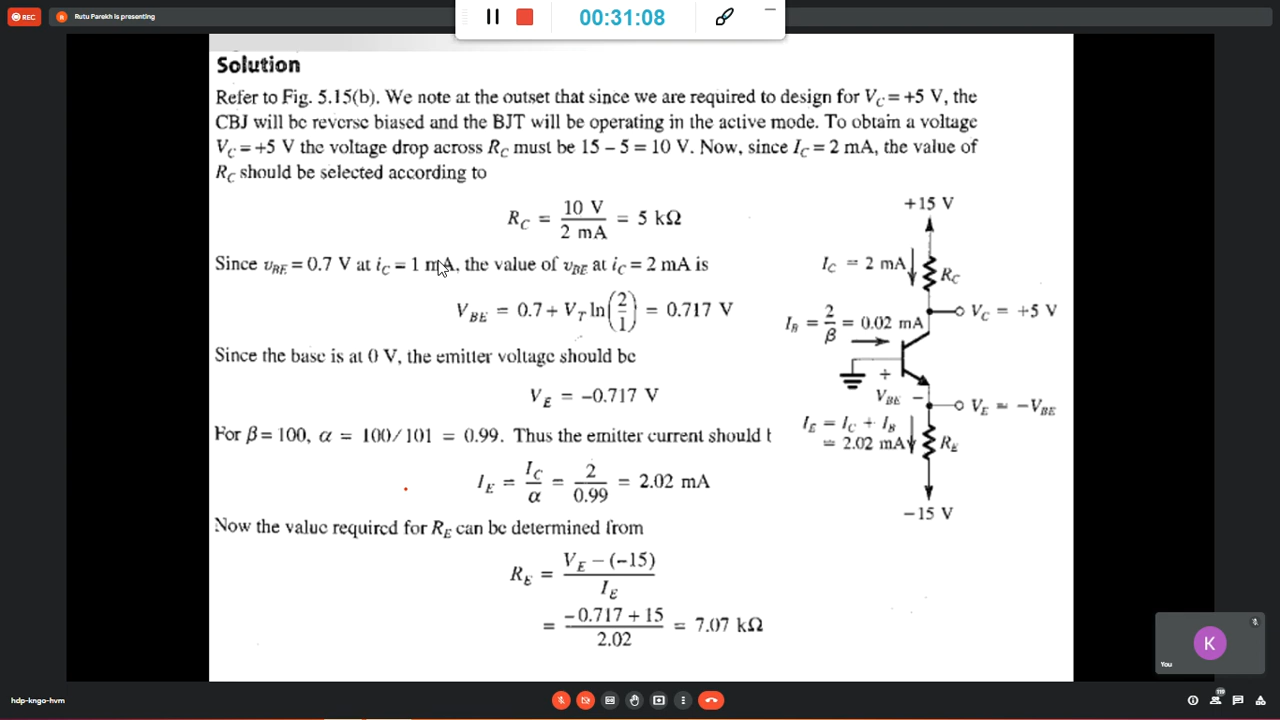 REC
R
Rutu Parekh is presenting
00:31:08
Solution
Refer to Fig. 5.15(b). We note at the outset that since we are required to design for V_C = +5 V, the
CBJ will be reverse biased and the BJT will be operating in the active mode. To obtain a voltage
V_C = +5 V the voltage drop across R_C must be 15 – 5 = 10 V. Now, since I_C = 2 mA, the value of
R_C should be selected according to
R_C = 10 V / 2 mA = 5 kΩ
Since v_BE = 0.7 V at i_C = 1 mA, the value of v_BE at i_C = 2 mA is
V_BE = 0.7 + V_T ln(2/1) = 0.717 V
Since the base is at 0 V, the emitter voltage should be
V_E = –0.717 V
For β = 100, α = 100/101 = 0.99. Thus the emitter current should t
I_E = I_C / α = 2 / 0.99 = 2.02 mA
Now the value required for R_E can be determined from
R_E = V_E – (–15) / I_E
= –0.717 + 15 / 2.02 = 7.07 kΩ
+15 V
I_C = 2 mA
R_C
V_C = +5 V
I_B = 2/β = 0.02 mA
+
V_BE –
V_E = –V_BE
I_E = I_C + I_B
= 2.02 mA
R_E
–15 V
K
You
hdp-kngo-hvm